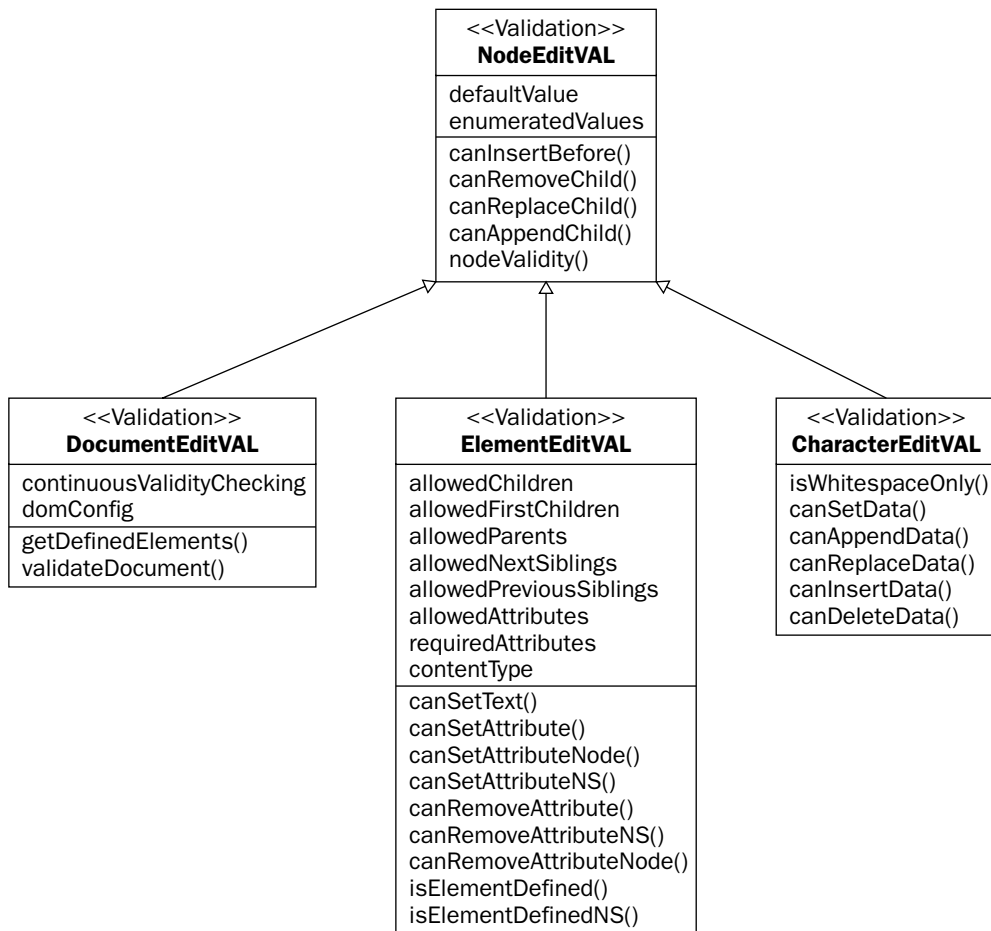 <<Validation>>
NodeEditVAL
defaultValue
enumeratedValues
canInsertBefore()
canRemoveChild()
canReplaceChild()
canAppendChild()
nodeValidity()
<<Validation>>
DocumentEditVAL
continuousValidityChecking
domConfig
getDefinedElements()
validateDocument()
<<Validation>>
ElementEditVAL
allowedChildren
allowedFirstChildren
allowedParents
allowedNextSiblings
allowedPreviousSiblings
allowedAttributes
requiredAttributes
contentType
canSetText()
canSetAttribute()
canSetAttributeNode()
canSetAttributeNS()
canRemoveAttribute()
canRemoveAttributeNS()
canRemoveAttributeNode()
isElementDefined()
isElementDefinedNS()
<<Validation>>
CharacterEditVAL
isWhitespaceOnly()
canSetData()
canAppendData()
canReplaceData()
canInsertData()
canDeleteData()